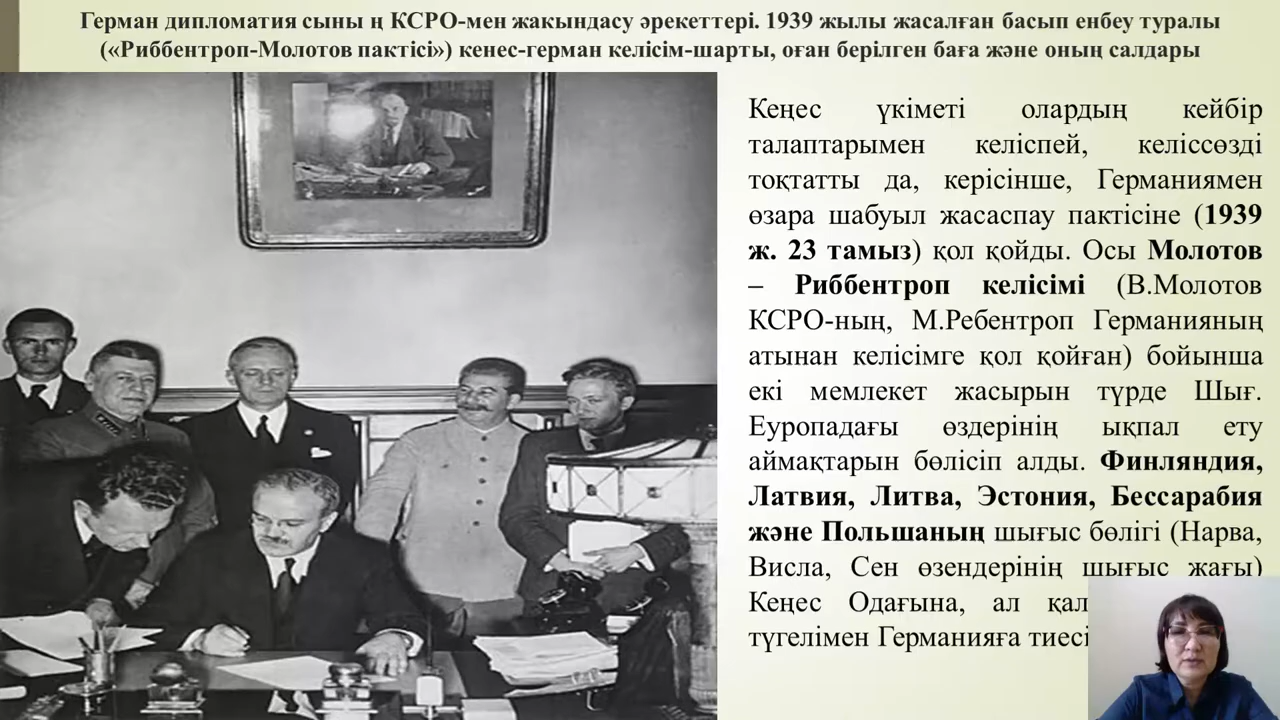 Герман дипломатия сыны ң КСРО-мен жакындасу әрекеттері. 1939 жылы жасалған басып енбеу туралы
(«Риббентроп-Молотов пактісі») кенес-герман келісім-шарты, оған берілген баға және оның салдары
Кеңес үкіметі олардың кейбір
талаптарымен келіспей, келіссөзді
тоқтатты да, керісінше, Германиямен
өзара шабуыл жасаспау пактісіне (1939
ж. 23 тамыз) қол қойды. Осы Молотов
– Риббентроп келісімі (В.Молотов
КСРО-ның, М.Ребентроп Германияның
атынан келісімге қол қойған) бойынша
екі мемлекет жасырын түрде Шығ.
Еуропадағы өздерінің ықпал ету
аймақтарын бөлісіп алды. Финляндия,
Латвия, Литва, Эстония, Бессарабия
және Польшаның шығыс бөлігі (Нарва,
Висла, Сен өзендерінің шығыс жағы)
Кеңес Одағына, ал
түгелімен Германияға